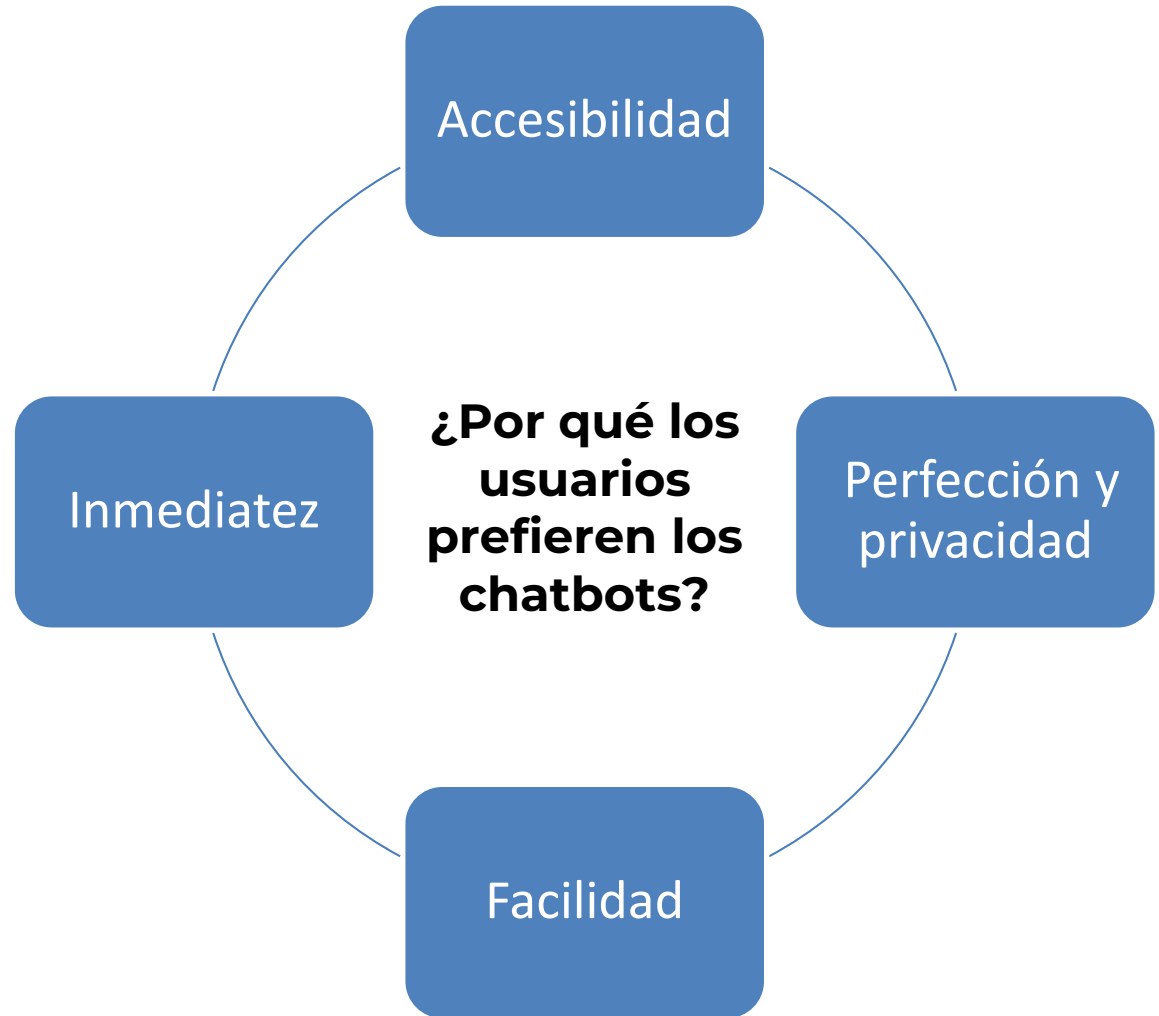 Accesibilidad
¿Por qué los
usuarios
prefieren los
chatbots?
Inmediatez
Perfección y
privacidad
Facilidad